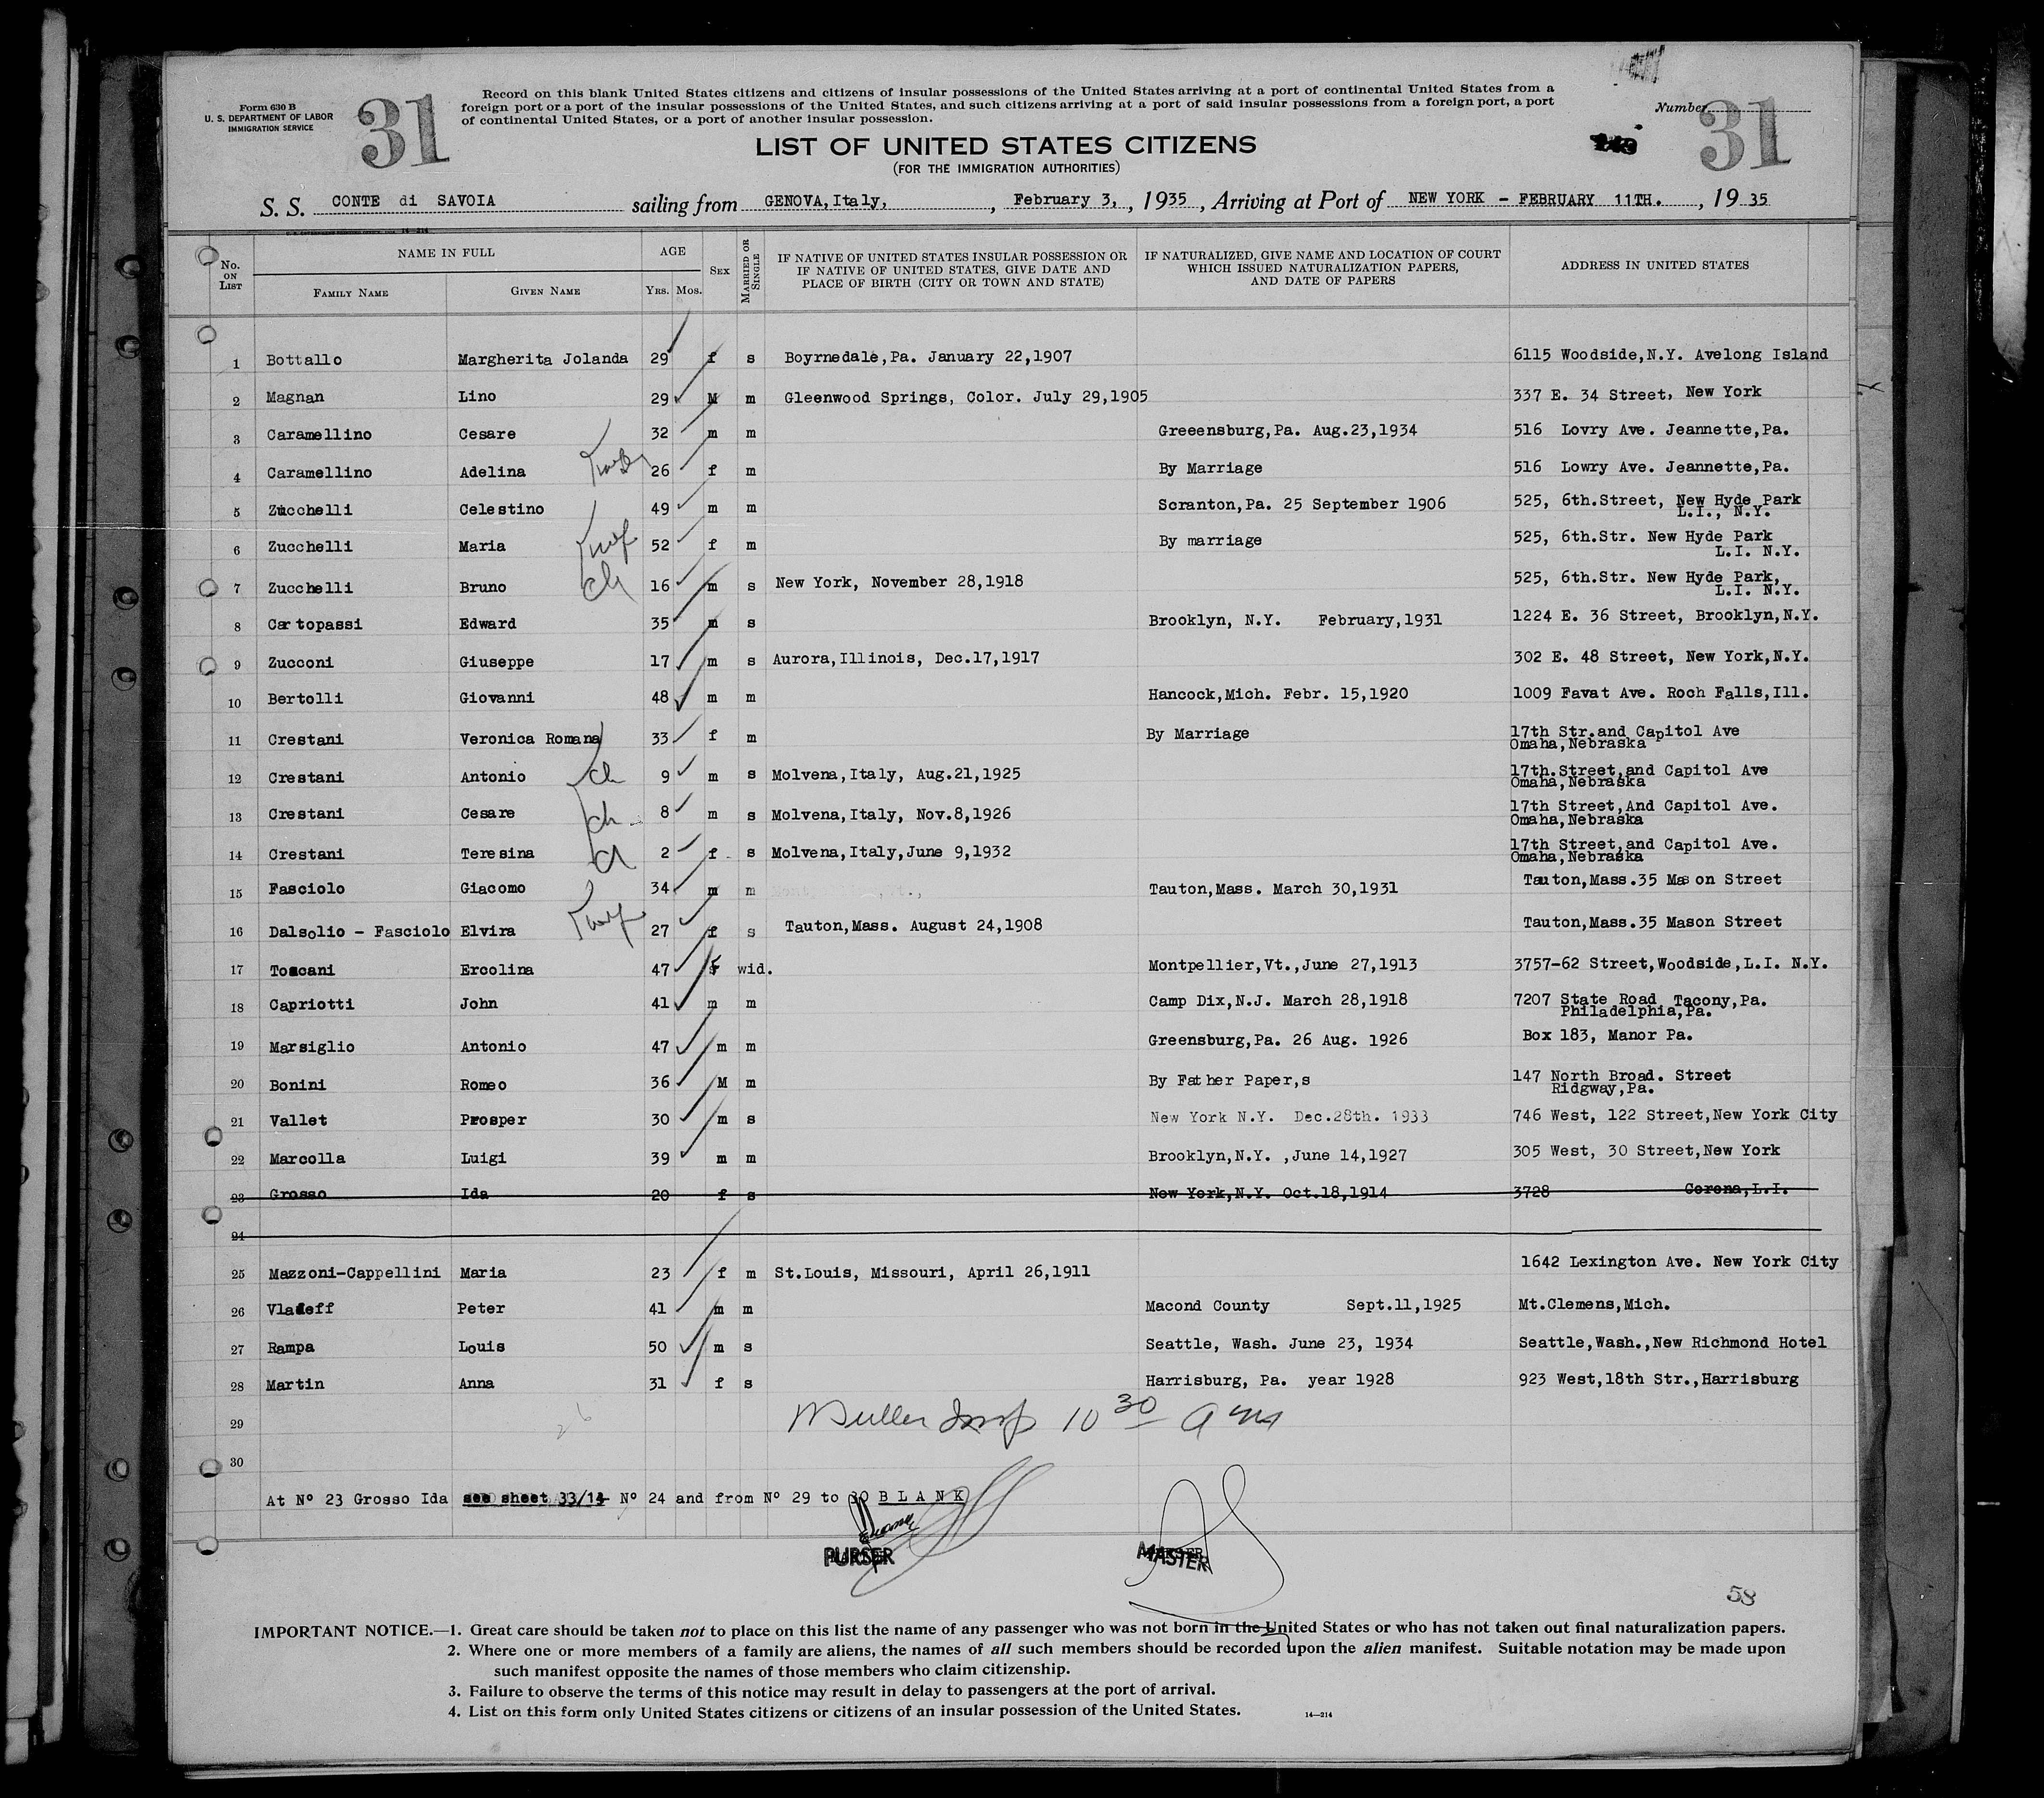 Form 630 B
U. S. DEPARTMENT OF LABOR
IMMIGRATION SERVICE
31
Record on this blank United States citizens and citizens of insular possessions of the United States arriving at a port of continental United States from a
foreign port or a port of the insular possessions of the United States, and such citizens arriving at a port of said insular possessions from a foreign port, a port
of continental United States, or a port of another insular possession.
Number
31
LIST OF UNITED STATES CITIZENS
(FOR THE IMMIGRATION AUTHORITIES)
S. S. CONTE di SAVOIA sailing from GENOVA,Italy, , February 3, , 1935 , Arriving at Port of NEW YORK - FEBRUARY 11TH. , 19 35
No. ON LIST NAME IN FULL FAMILY NAME GIVEN NAME AGE YRS. MOS. SEX MARRIED OR SINGLE IF NATIVE OF UNITED STATES INSULAR POSSESSION OR IF NATIVE OF UNITED STATES, GIVE DATE AND PLACE OF BIRTH (CITY OR TOWN AND STATE) IF NATURALIZED, GIVE NAME AND LOCATION OF COURT WHICH ISSUED NATURALIZATION PAPERS, AND DATE OF PAPERS ADDRESS IN UNITED STATES
1 Bottallo Margherita Jolanda 29 f s Boyrnedale,Pa. January 22,1907 6115 Woodside,N.Y. Avelong Island
2 Magnan Lino 29 M m Gleenwood Springs, Color. July 29,1905 337 E. 34 Street, New York
3 Caramellino Cesare 32 m m Greeensburg,Pa. Aug.23,1934 516 Lovry Ave. Jeannette,Pa.
4 Caramellino Adelina wife 26 f m By Marriage 516 Lowry Ave. Jeannette,Pa.
5 Zucchelli Celestino 49 m m Scranton,Pa. 25 September 1906 525, 6th.Street, New Hyde Park
L.I., N.Y.
6 Zucchelli Maria wife 52 f m By marriage 525, 6th.Str. New Hyde Park
L.I. N.Y.
7 Zucchelli Bruno ch 16 m s New York, November 28,1918 525, 6th.Str. New Hyde Park,
L.I. N.Y.
8 Cartopassi Edward 35 m s Brooklyn, N.Y. February,1931 1224 E. 36 Street, Brooklyn,N.Y.
9 Zucconi Giuseppe 17 m s Aurora,Illinois, Dec.17,1917 302 E. 48 Street, New York,N.Y.
10 Bertolli Giovanni 48 m m Hancock,Mich. Febr. 15,1920 1009 Favat Ave. Roch Falls,Ill.
11 Crestani Veronica Romana 33 f m By Marriage 17th Str.and Capitol Ave
Omaha,Nebraska
12 Crestani Antonio ch 9 m s Molvena,Italy, Aug.21,1925 17th.Street,and Capitol Ave
Omaha,Nebraska
13 Crestani Cesare ch 8 m s Molvena,Italy, Nov.8,1926 17th Street,And Capitol Ave.
Omaha,Nebraska
14 Crestani Teresina ch 2 f s Molvena,Italy,June 9,1932 17th Street,and Capitol Ave.
Omaha,Nebraska
15 Fasciolo Giacomo 34 m m Tauton,Mass. March 30,1931 Tauton,Mass.35 Mason Street
16 Dalsolio - Fasciolo Elvira wife 27 f s Tauton,Mass. August 24,1908 Tauton,Mass.35 Mason Street
17 Toscani Ercolina 47 f wid. Montpellier,Vt.,June 27,1913 3757-62 Street,Woodside,L.I. N.Y.
18 Capriotti John 41 m m Camp Dix,N.J. March 28,1918 7207 State Road Tacony,Pa.
Philadelphia,Pa.
19 Marsiglio Antonio 47 m m Greensburg,Pa. 26 Aug. 1926 Box 183, Manor Pa.
20 Bonini Romeo 36 M m By Father Paper,s 147 North Broad. Street
Ridgway,Pa.
21 Vallet Prosper 30 m s New York N.Y. Dec.28th. 1933 746 West, 122 Street,New York City
22 Marcolla Luigi 39 m m Brooklyn,N.Y. ,June 14,1927 305 West, 30 Street,New York
23 Grosso Ida 20 f s New York,N.Y. Oct.18,1914 3728 Corona,L.I.
24
25 Mazzoni-Cappellini Maria 23 f m St.Louis, Missouri, April 26,1911 1642 Lexington Ave. New York City
26 Vladeff Peter 41 m m Macond County Sept.11,1925 Mt.Clemens,Mich.
27 Rampa Louis 50 m s Seattle, Wash. June 23, 1934 Seattle,Wash.,New Richmond Hotel
28 Martin Anna 31 f s Harrisburg, Pa. year 1928 923 West,18th Str.,Harrisburg
29 Muller Insp 10 30 am
30
At Nº 23 Grosso Ida see sheet 33/14 Nº 24 and from Nº 29 to 30 BLANK
PURSER MASTER
58
IMPORTANT NOTICE.—1. Great care should be taken not to place on this list the name of any passenger who was not born in the United States or who has not taken out final naturalization papers.
2. Where one or more members of a family are aliens, the names of all such members should be recorded upon the alien manifest. Suitable notation may be made upon
such manifest opposite the names of those members who claim citizenship.
3. Failure to observe the terms of this notice may result in delay to passengers at the port of arrival.
4. List on this form only United States citizens or citizens of an insular possession of the United States.
14—214